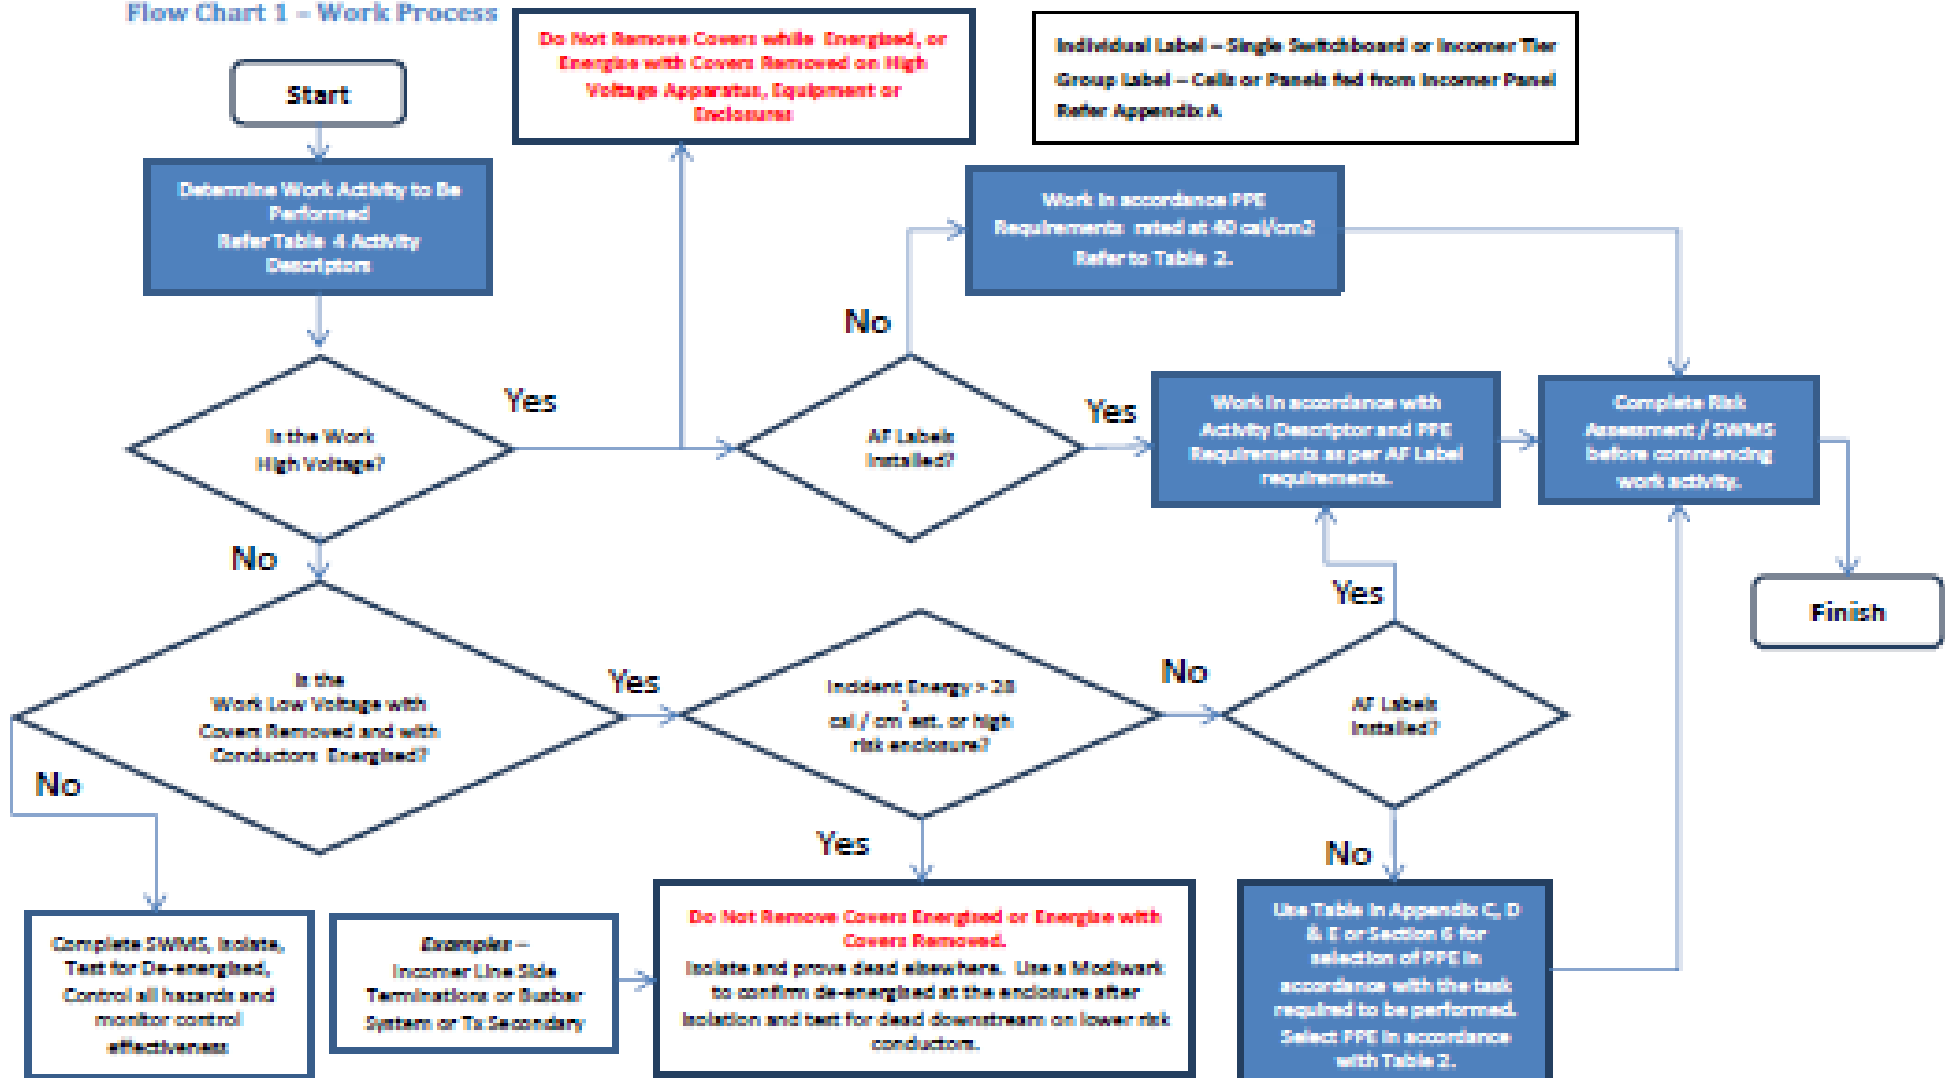 Flow Chart 1 – Work Process
Do Not Remove Covers while Energised, or
Energise with Covers Removed on High
Voltage Apparatus, Equipment or
Enclosures
Individual Label – Single Switchboard or Incomer Tier
Group Label – Cells or Panels fed from Incomer Panel
Refer Appendix A
Start
Determine Work Activity to Be
Performed
Refer Table 4 Activity
Descriptors
Work in accordance PPE
Requirements rated at 40 cal/cm2
Refer to Table 2.
No
Yes
Is the Work
High Voltage?
AF Labels
Installed?
Yes
Work in accordance with
Activity Descriptor and PPE
Requirements as per AF Label
requirements.
Complete Risk
Assessment / SWMS
before commencing
work activity.
No
Yes
Finish
Is the
Work Low Voltage with
Covers Removed and with
Conductors Energised?
Yes
Incident Energy > 28
cal / cm2 est. or high
risk enclosure?
No
AF Labels
Installed?
No
Yes
No
Complete SWMS, Isolate,
Test for De-energised,
Control all hazards and
monitor control
effectiveness
Examples –
Incomer Line Side
Terminations or Busbar
System or Tx Secondary
Do Not Remove Covers Energised or Energise with
Covers Removed.
Isolate and prove dead elsewhere. Use a Modiwark
to confirm de-energised at the enclosure after
isolation and test for dead downstream on lower risk
conductors.
Use Table in Appendix C, D
& E or Section 6 for
selection of PPE in
accordance with the task
required to be performed.
Select PPE in accordance
with Table 2.